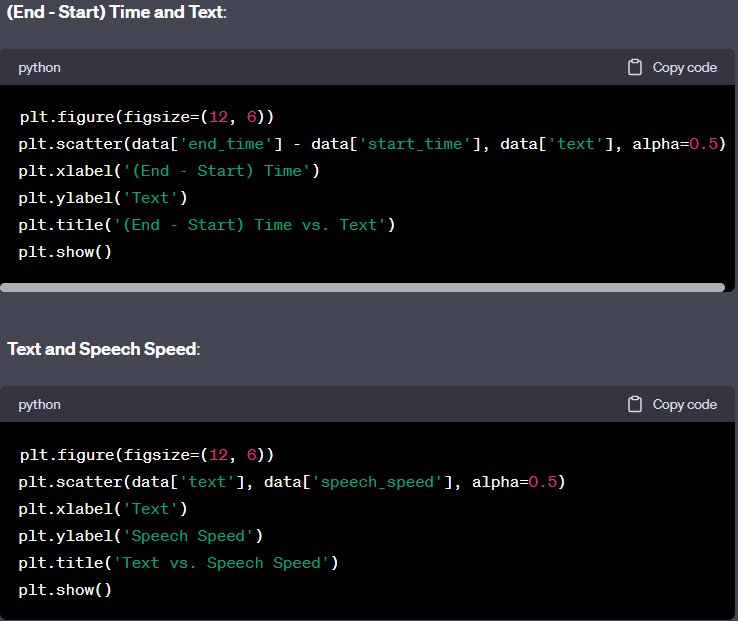 (End - Start) Time and Text:
python
Copy code
plt.figure(figsize=(12, 6))
plt.scatter(data['end_time'] - data['start_time'], data['text'], alpha=0.5)
plt.xlabel('(End - Start) Time')
plt.ylabel('Text')
plt.title('(End - Start) Time vs. Text')
plt.show()
Text and Speech Speed:
python
Copy code
plt.figure(figsize=(12, 6))
plt.scatter(data['text'], data['speech_speed'], alpha=0.5)
plt.xlabel('Text')
plt.ylabel('Speech Speed')
plt.title('Text vs. Speech Speed')
plt.show()